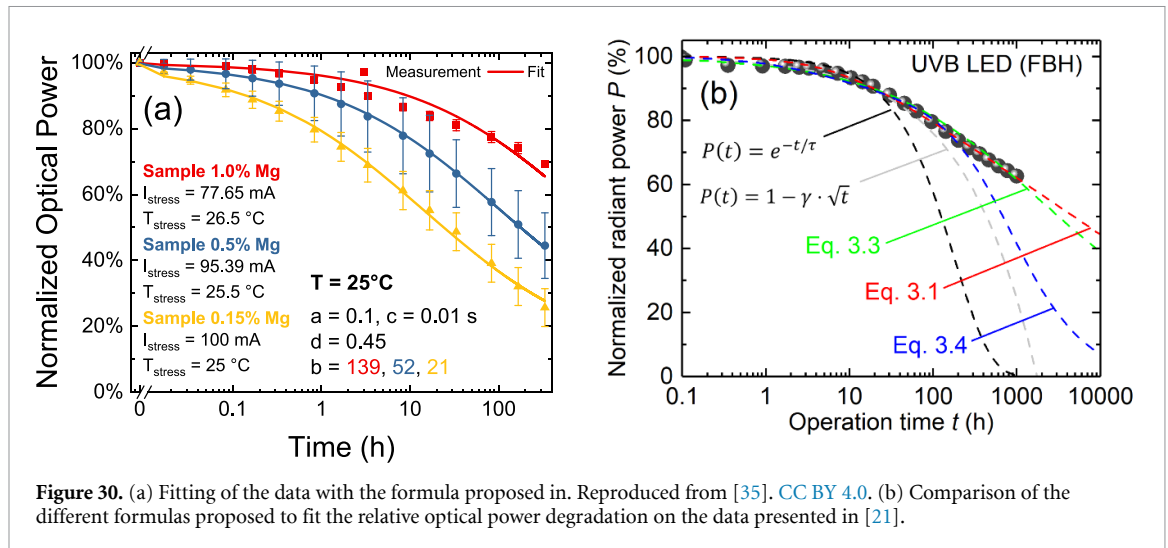 (a)
Normalized Optical Power
100%
80%
60%
40%
20%
0%
Measurement
Fit
Sample 1.0% Mg
I_stress = 77.65 mA
T_stress = 26.5 °C
Sample 0.5% Mg
I_stress = 95.39 mA
T_stress = 25.5 °C
Sample 0.15% Mg
I_stress = 100 mA
T_stress = 25 °C
T = 25°C
a = 0.1, c = 0.01 s
d = 0.45
b = 139, 52, 21
0 0.1 1 10 100
Time (h)
(b)
Normalized radiant power P (%)
100
80
60
40
20
0
UVB LED (FBH)
P(t) = e^{-t/τ}
P(t) = 1 − γ · √t
Eq. 3.3
Eq. 3.1
Eq. 3.4
0.1 1 10 100 1000 10000
Operation time t (h)
Figure 30. (a) Fitting of the data with the formula proposed in. Reproduced from [35]. CC BY 4.0. (b) Comparison of the
different formulas proposed to fit the relative optical power degradation on the data presented in [21].